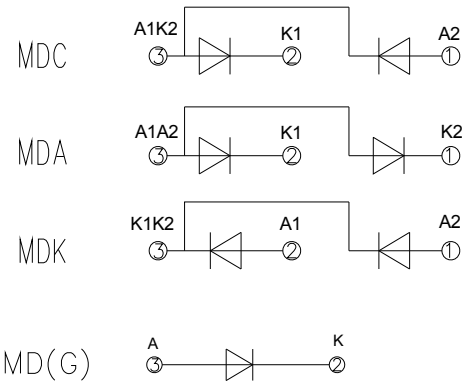 A1K2 K1 A2
MDC 3 2 1
A1A2 K1 K2
MDA 3 2 1
K1K2 A1 A2
MDK 3 2 1
A K
MD(G) 3 2